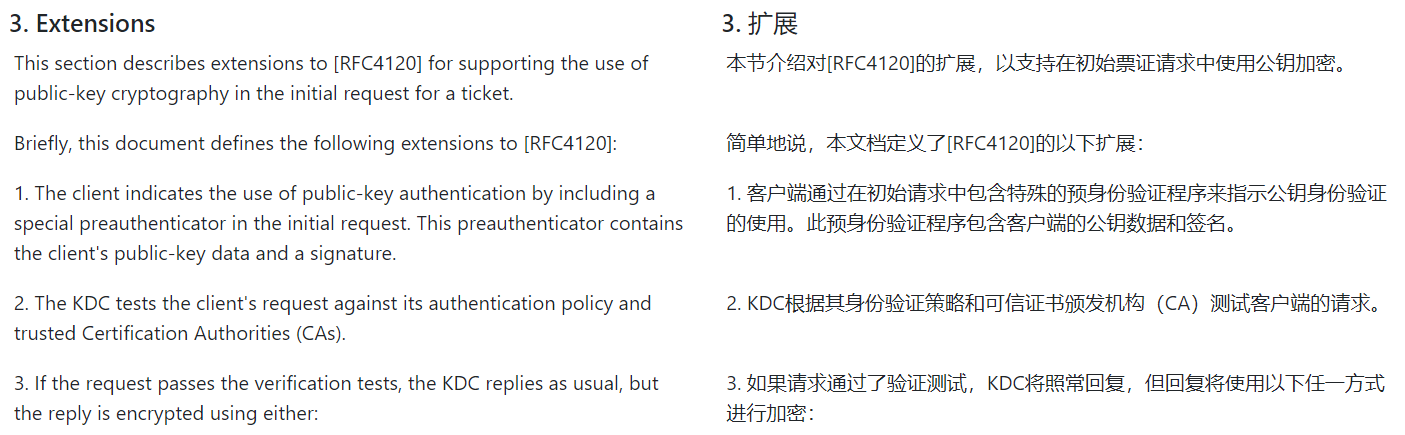 3. Extensions
This section describes extensions to [RFC4120] for supporting the use of
public-key cryptography in the initial request for a ticket.
Briefly, this document defines the following extensions to [RFC4120]:
1. The client indicates the use of public-key authentication by including a
special preauthenticator in the initial request. This preauthenticator contains
the client's public-key data and a signature.
2. The KDC tests the client's request against its authentication policy and
trusted Certification Authorities (CAs).
3. If the request passes the verification tests, the KDC replies as usual, but
the reply is encrypted using either:
3. 扩展
本节介绍对[RFC4120]的扩展，以支持在初始票证请求中使用公钥加密。
简单地说，本文档定义了[RFC4120]的以下扩展：
1. 客户端通过在初始请求中包含特殊的预身份验证程序来指示公钥身份验证
的使用。此预身份验证程序包含客户端的公钥数据和签名。
2. KDC根据其身份验证策略和可信证书颁发机构（CA）测试客户端的请求。
3. 如果请求通过了验证测试，KDC将照常回复，但回复将使用以下任一方式
进行加密：